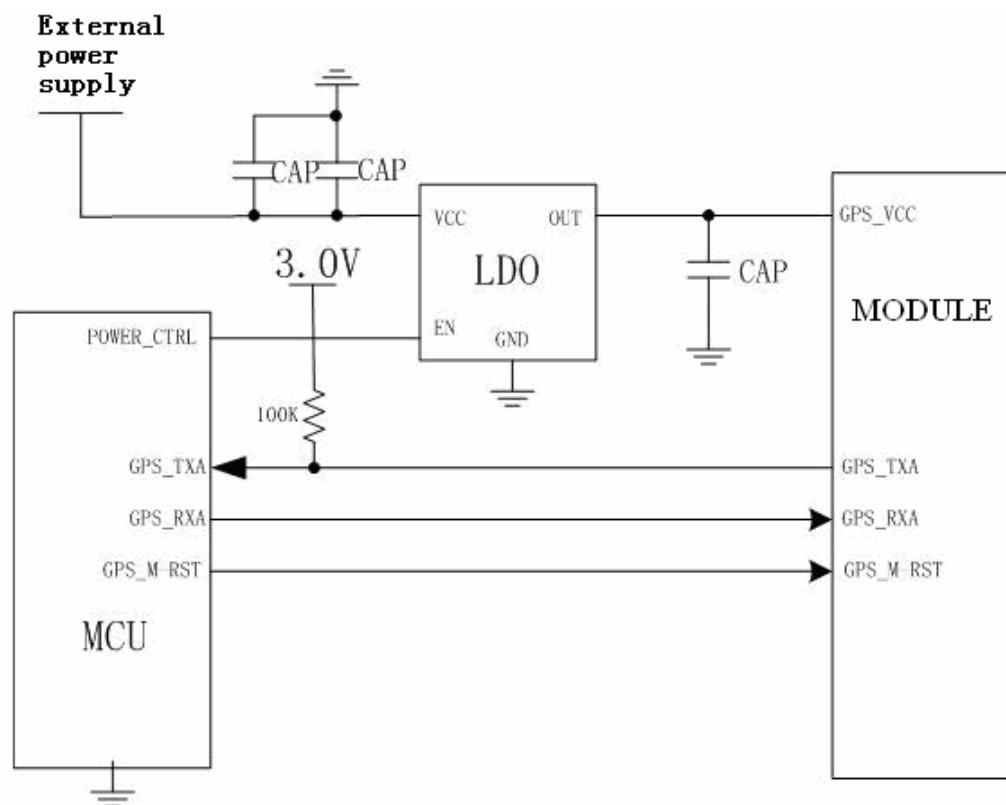 External
power
supply
CAP
CAP
VCC
OUT
GPS_VCC
3.0V
LDO
CAP
MODULE
POWER_CTRL
EN
GND
100K
GPS_TXA
GPS_TXA
GPS_RXA
GPS_RXA
GPS_M-RST
GPS_M-RST
MCU